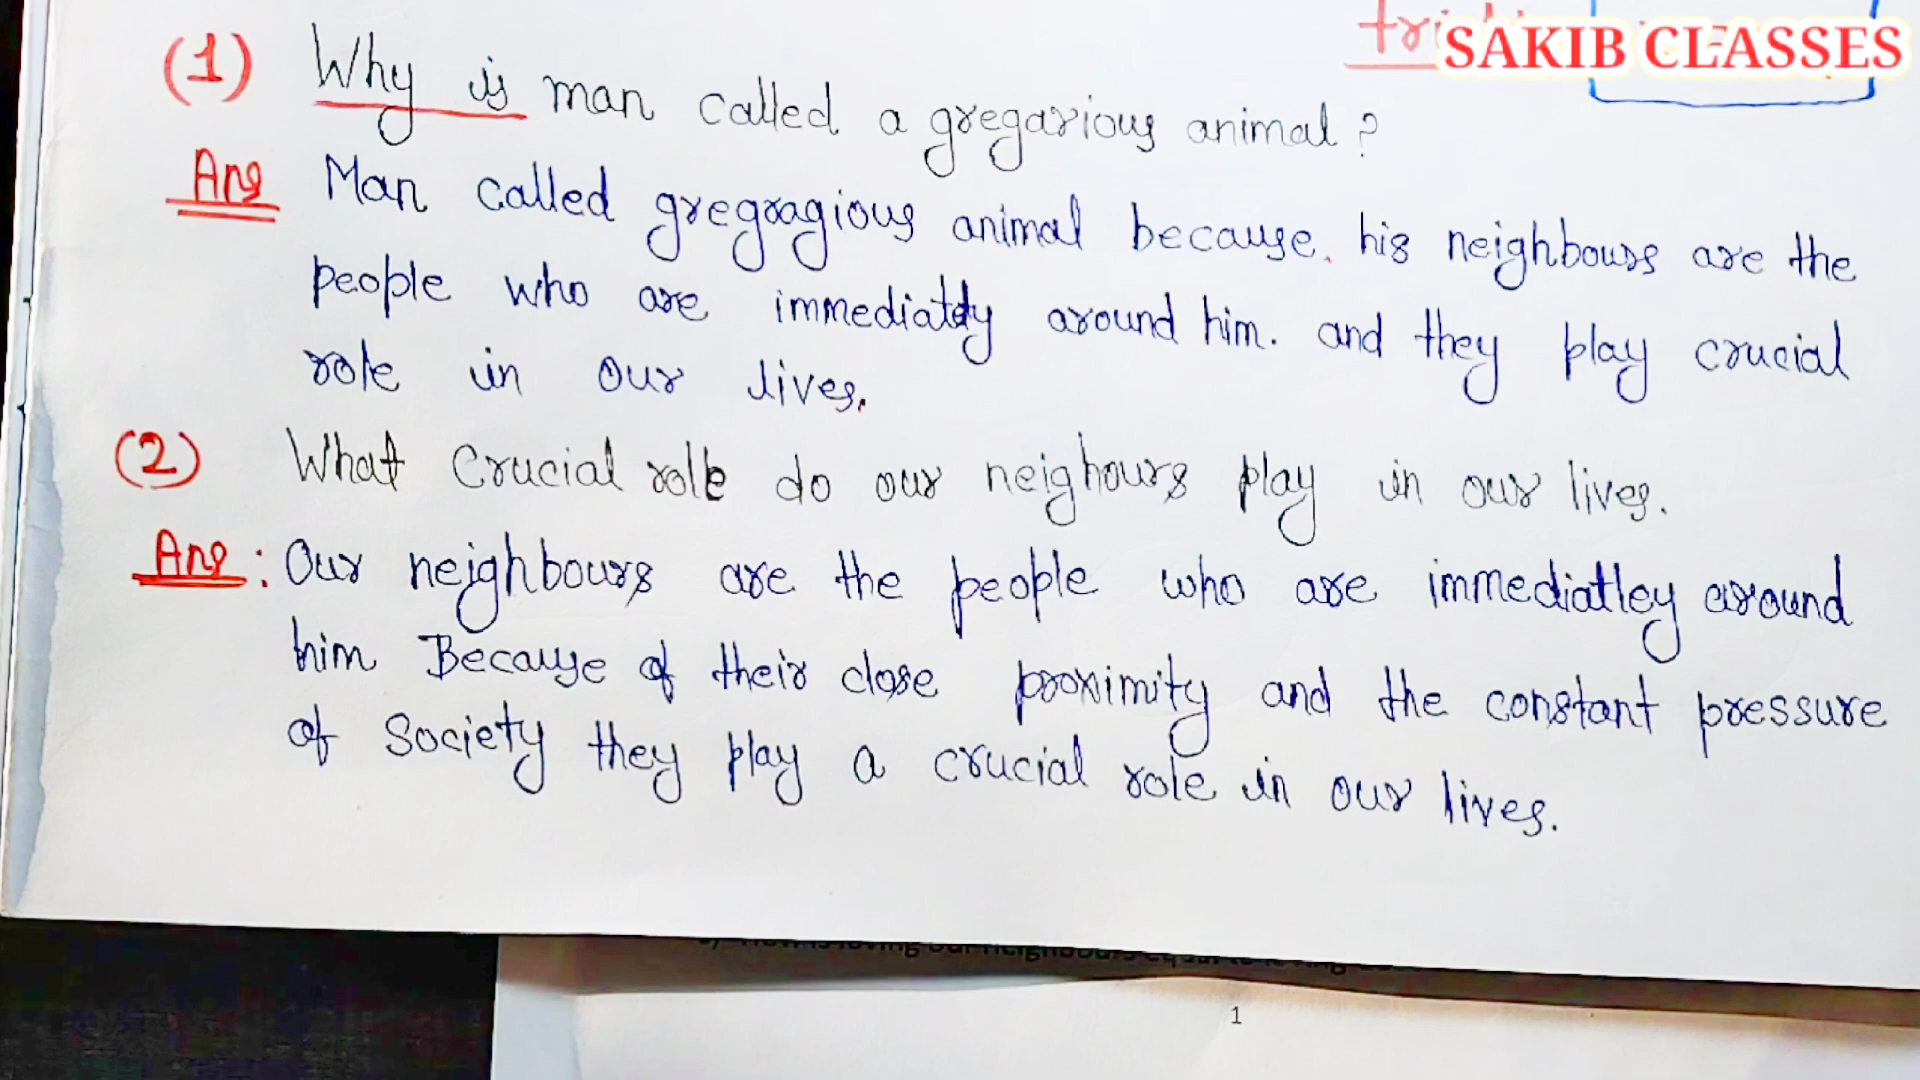 SAKIB CLASSES
(1) Why is man called a gregarious animal?
Ans Man called gregragious animal because. his neighbours are the
people who are immediatly around him. and they play crucial
role in our lives.
(2) What Crucial role do our neighours play in our lives.
Ans: Our neighbours are the people who are immediatley around
him Because of their close proximity and the constant pressure
of Society they play a crucial role in our lives.
1